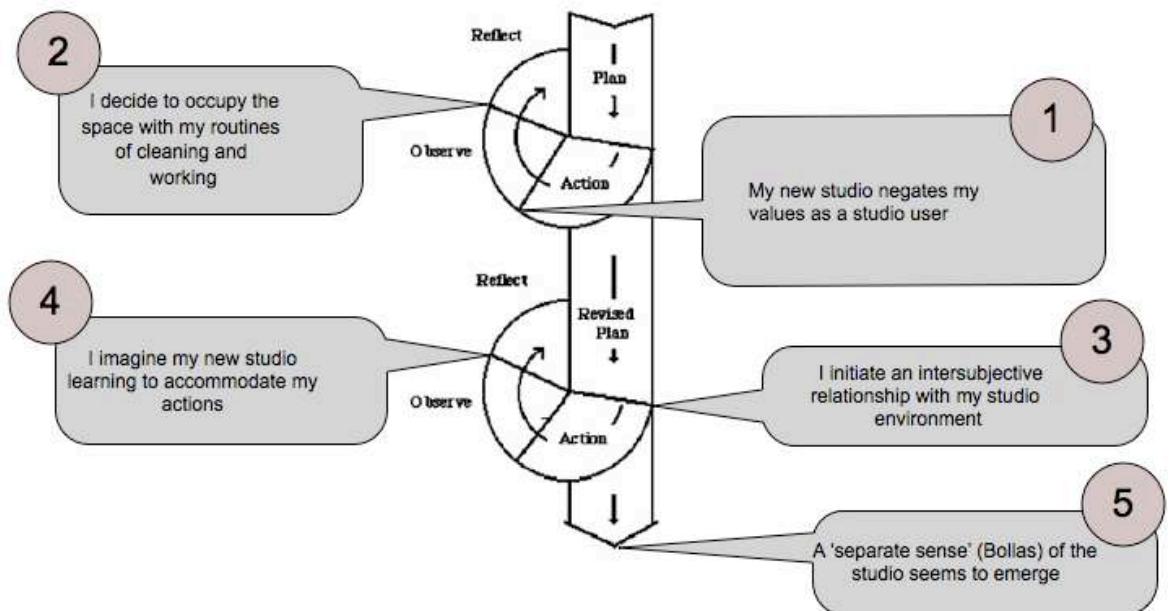 Reflect
Plan
2
I decide to occupy the
space with my routines
of cleaning and
working
1
My new studio negates my
values as a studio user
Observe
Action
Reflect
4
I imagine my new studio
learning to accommodate my
actions
Revised
Plan
3
I initiate an intersubjective
relationship with my studio
environment
Observe
Action
5
A 'separate sense' (Bollas) of the
studio seems to emerge